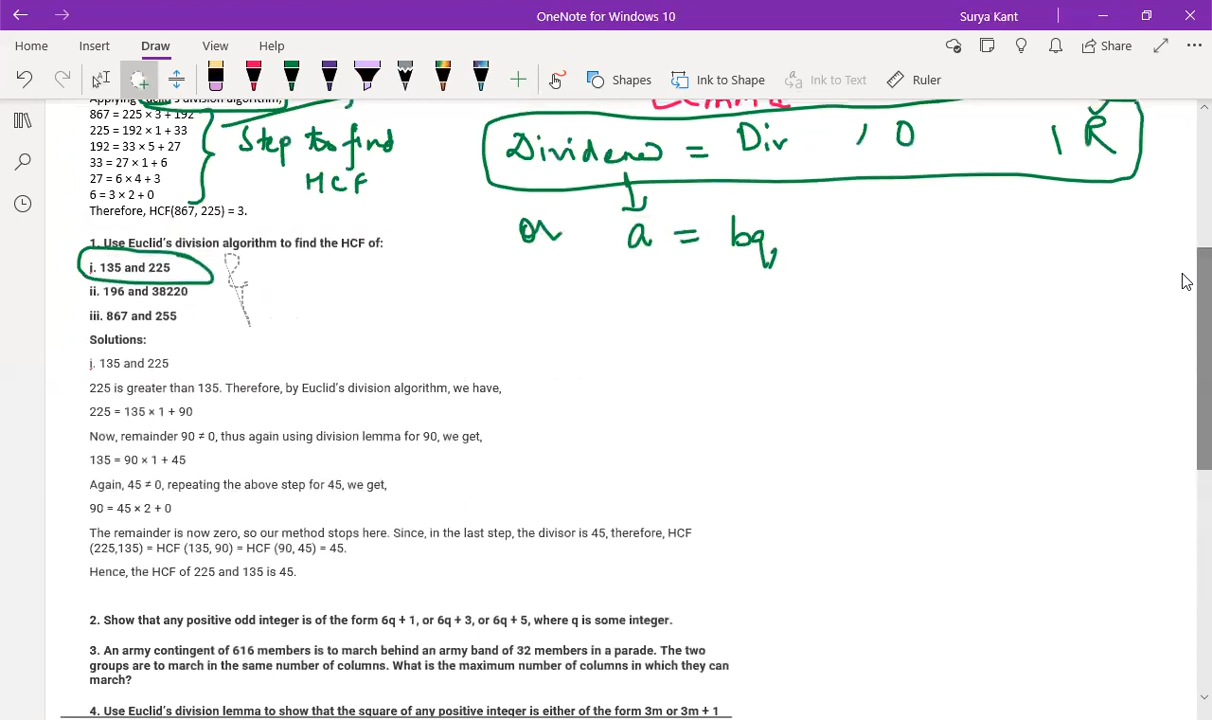 OneNote for Windows 10
Surya Kant
Home
Insert
Draw
View
Help
Share
Shapes
Ink to Shape
Ink to Text
Ruler
Applying Euclid's division algorithm,
867 = 225 × 3 + 192
225 = 192 × 1 + 33
192 = 33 × 5 + 27
33 = 27 × 1 + 6
27 = 6 × 4 + 3
6 = 3 × 2 + 0
Therefore, HCF(867, 225) = 3.
Step to find
HCF
Dividend = Div , R
or a = bq,
1. Use Euclid's division algorithm to find the HCF of:
i. 135 and 225
ii. 196 and 38220
iii. 867 and 255
Solutions:
i. 135 and 225
225 is greater than 135. Therefore, by Euclid's division algorithm, we have,
225 = 135 × 1 + 90
Now, remainder 90 ≠ 0, thus again using division lemma for 90, we get,
135 = 90 × 1 + 45
Again, 45 ≠ 0, repeating the above step for 45, we get,
90 = 45 × 2 + 0
The remainder is now zero, so our method stops here. Since, in the last step, the divisor is 45, therefore, HCF
(225,135) = HCF (135, 90) = HCF (90, 45) = 45.
Hence, the HCF of 225 and 135 is 45.
2. Show that any positive odd integer is of the form 6q + 1, or 6q + 3, or 6q + 5, where q is some integer.
3. An army contingent of 616 members is to march behind an army band of 32 members in a parade. The two
groups are to march in the same number of columns. What is the maximum number of columns in which they can
march?
4. Use Euclid's division lemma to show that the square of any positive integer is either of the form 3m or 3m + 1